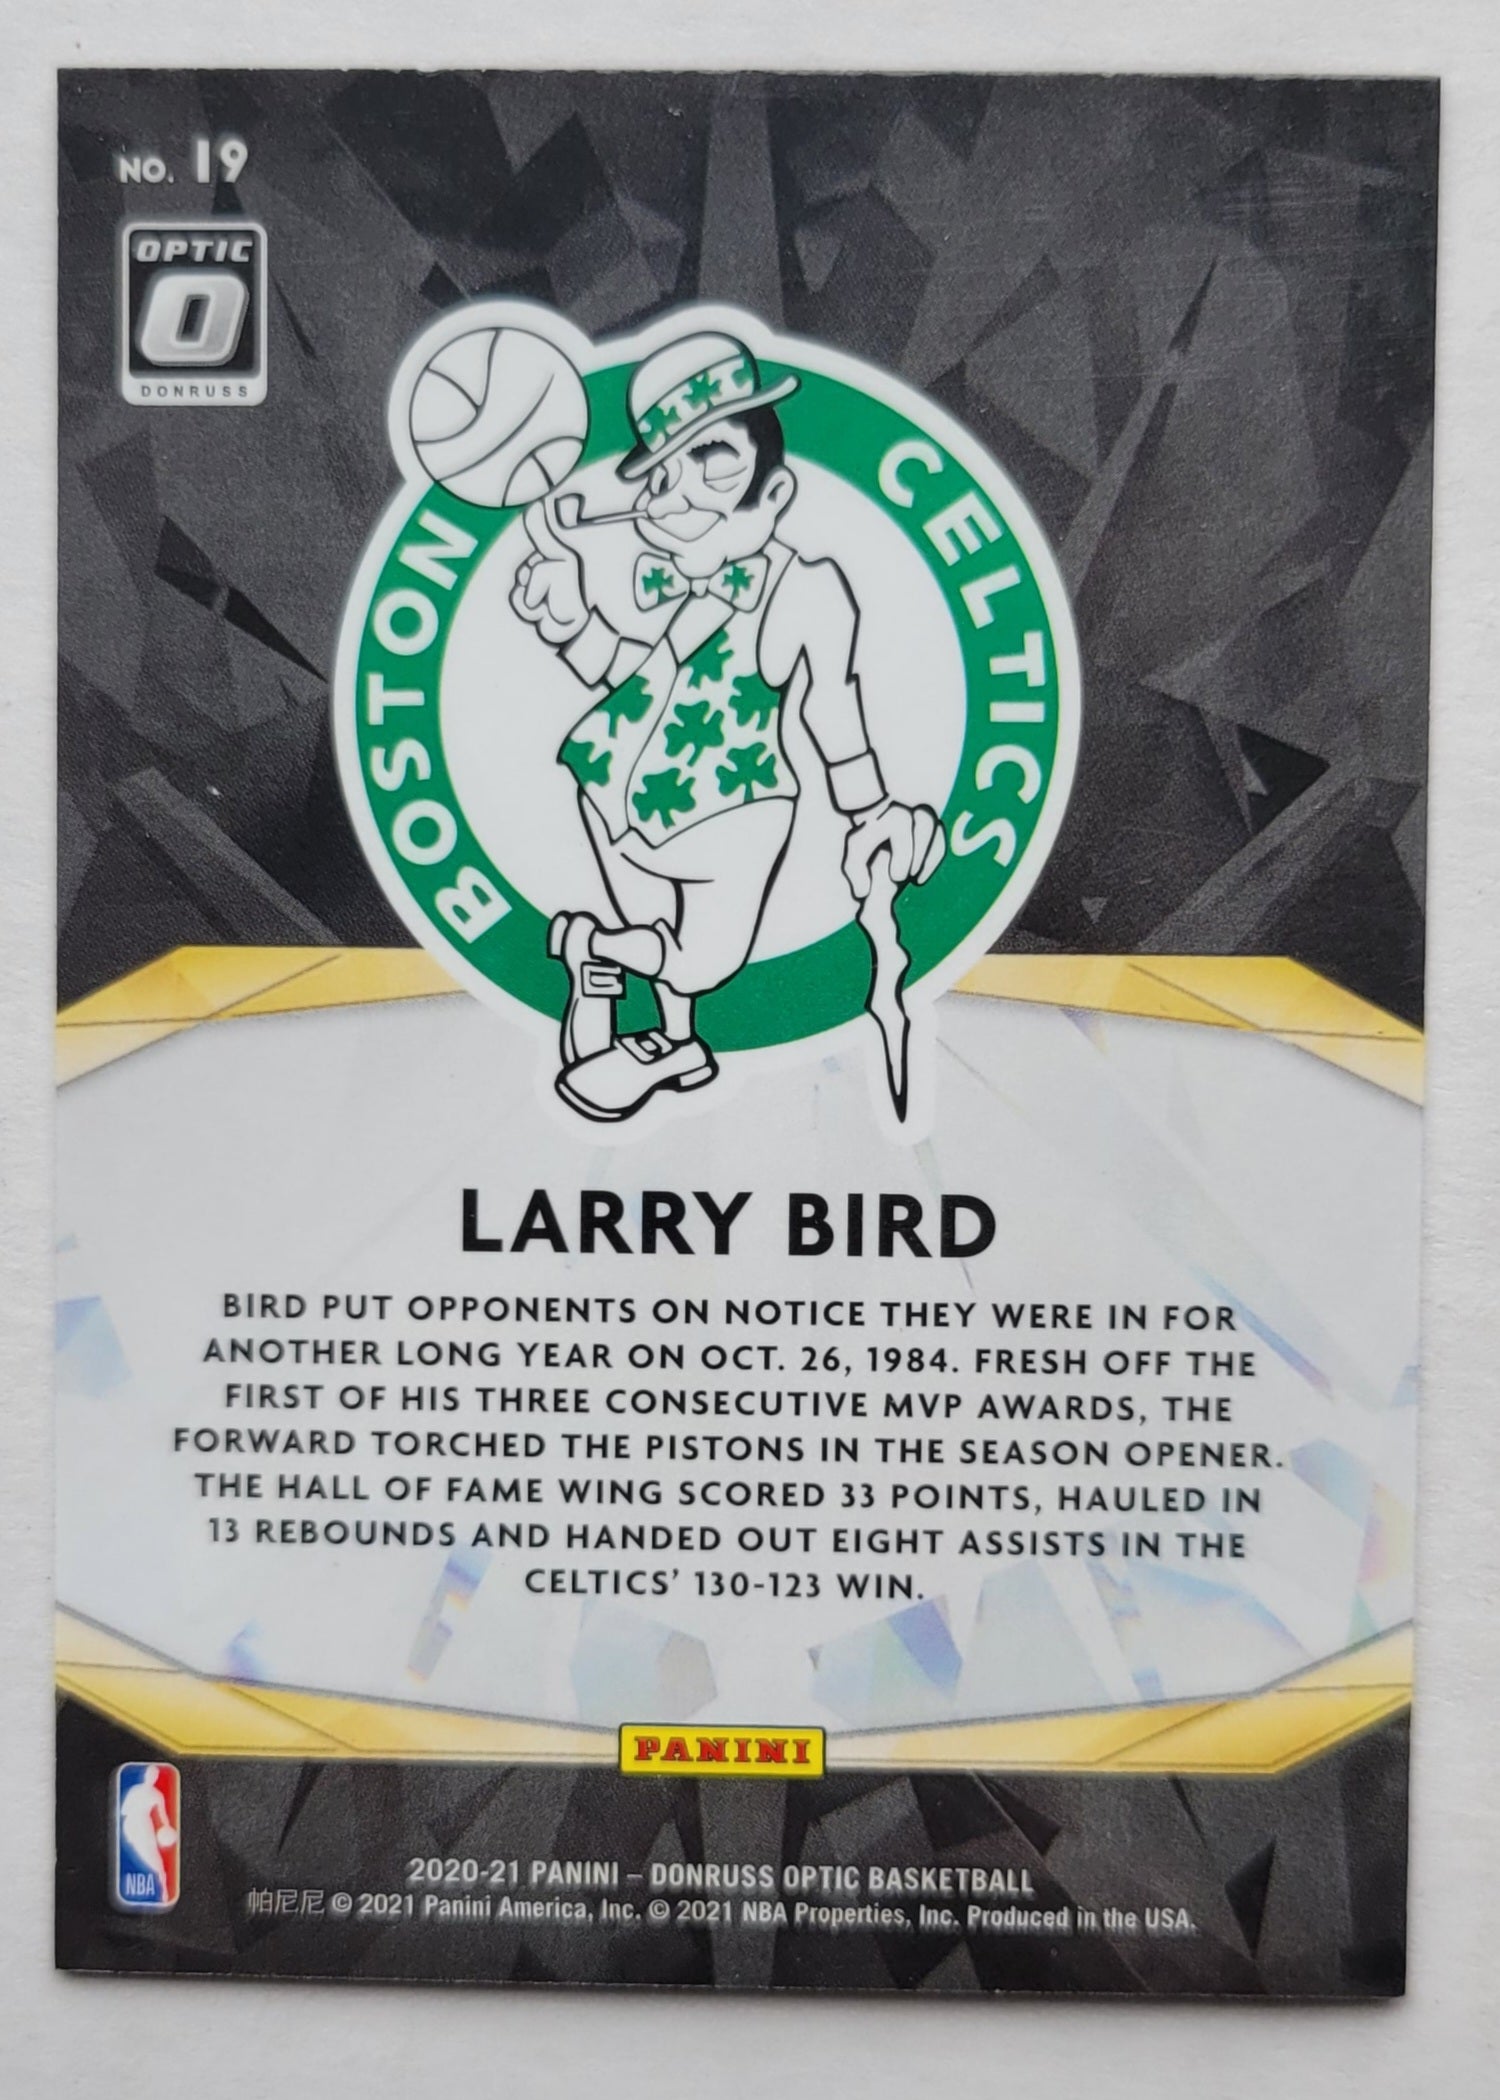 NO. 19
OPTIC
O
DONRUSS
BOSTON CELTICS
LARRY BIRD
BIRD PUT OPPONENTS ON NOTICE THEY WERE IN FOR
ANOTHER LONG YEAR ON OCT. 26, 1984. FRESH OFF THE
FIRST OF HIS THREE CONSECUTIVE MVP AWARDS, THE
FORWARD TORCHED THE PISTONS IN THE SEASON OPENER.
THE HALL OF FAME WING SCORED 33 POINTS, HAULED IN
13 REBOUNDS AND HANDED OUT EIGHT ASSISTS IN THE
CELTICS’ 130-123 WIN.
PANINI
NBA
2020-21 PANINI – DONRUSS OPTIC BASKETBALL
帕尼尼 © 2021 Panini America, Inc. © 2021 NBA Properties, Inc. Produced in the USA.